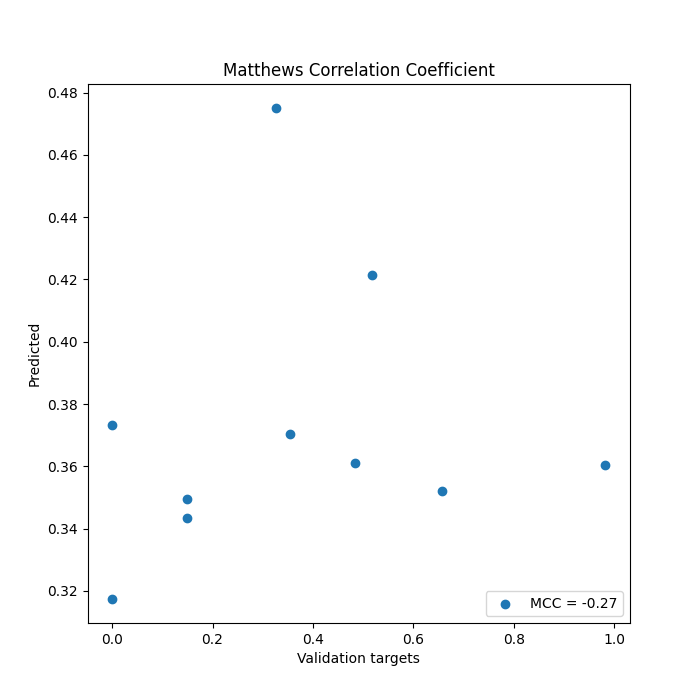 Matthews Correlation Coefficient
0.48
0.46
0.44
0.42
0.40
0.38
0.36
0.34
0.32
Predicted
MCC = -0.27
0.0 0.2 0.4 0.6 0.8 1.0
Validation targets